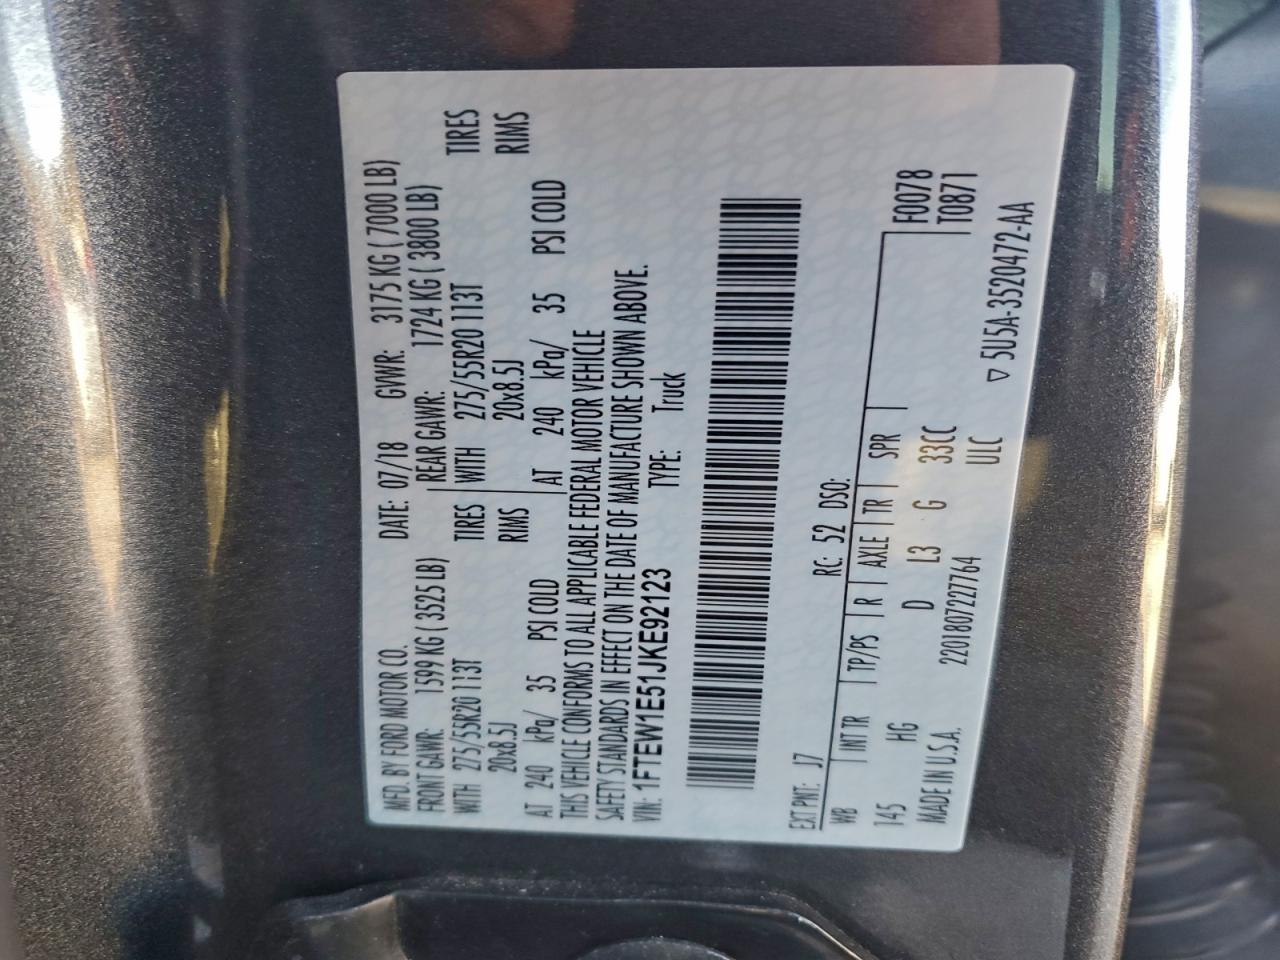 MFD. BY FORD MOTOR CO. DATE: 07/18 GVWR: 3175 KG ( 7000 LB)
FRONT GAWR: 1599 KG ( 3525 LB) REAR GAWR: 1724 KG ( 3800 LB)
WITH 275/55R20 113T TIRES WITH 275/55R20 113T TIRES
20x8.5J RIMS 20x8.5J RIMS
AT 240 kPa/ 35 PSI COLD AT 240 kPa/ 35 PSI COLD
THIS VEHICLE CONFORMS TO ALL APPLICABLE FEDERAL MOTOR VEHICLE
SAFETY STANDARDS IN EFFECT ON THE DATE OF MANUFACTURE SHOWN ABOVE.
VIN: 1FTEW1E51JKE92123 TYPE: Truck
EXT PNT: J7 RC: 52 DSO:
WB INT TR TP/PS R AXLE TR SPR F0078
145 HG D L3 G 33CC T0871
MADE IN U.S.A. 2201807227764 ULC
▽ 5U5A-3520472-AA